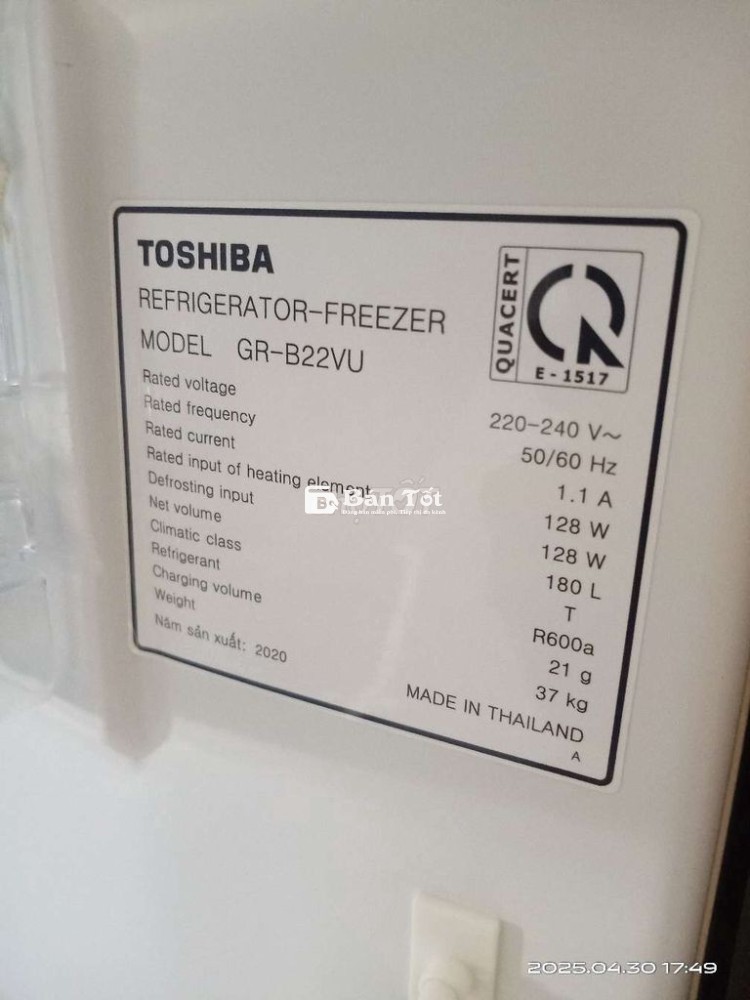 TOSHIBA
REFRIGERATOR-FREEZER
MODEL GR-B22VU
QUACERT
E - 1517
Rated voltage 220-240 V~
Rated frequency 50/60 Hz
Rated current 1.1 A
Rated input of heating element 128 W
Defrosting input 128 W
Net volume 180 L
Climatic class T
Refrigerant R600a
Charging volume 21 g
Weight 37 kg
Năm sản xuất: 2020
MADE IN THAILAND
A
Bán Tốt
2025.04.30 17:49